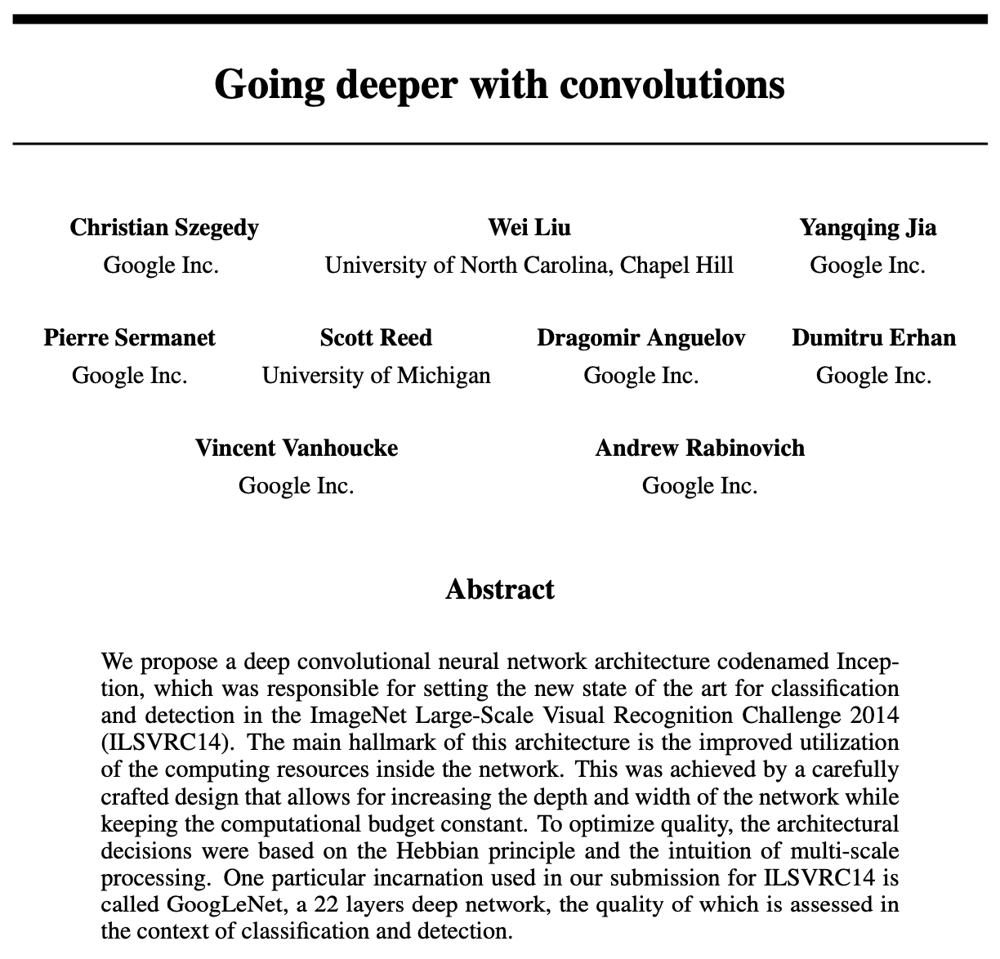 Going deeper with convolutions
Christian Szegedy Wei Liu Yangqing Jia
Google Inc. University of North Carolina, Chapel Hill Google Inc.
Pierre Sermanet Scott Reed Dragomir Anguelov Dumitru Erhan
Google Inc. University of Michigan Google Inc. Google Inc.
Vincent Vanhoucke Andrew Rabinovich
Google Inc. Google Inc.
Abstract
We propose a deep convolutional neural network architecture codenamed Incep-
tion, which was responsible for setting the new state of the art for classification
and detection in the ImageNet Large-Scale Visual Recognition Challenge 2014
(ILSVRC14). The main hallmark of this architecture is the improved utilization
of the computing resources inside the network. This was achieved by a carefully
crafted design that allows for increasing the depth and width of the network while
keeping the computational budget constant. To optimize quality, the architectural
decisions were based on the Hebbian principle and the intuition of multi-scale
processing. One particular incarnation used in our submission for ILSVRC14 is
called GoogLeNet, a 22 layers deep network, the quality of which is assessed in
the context of classification and detection.